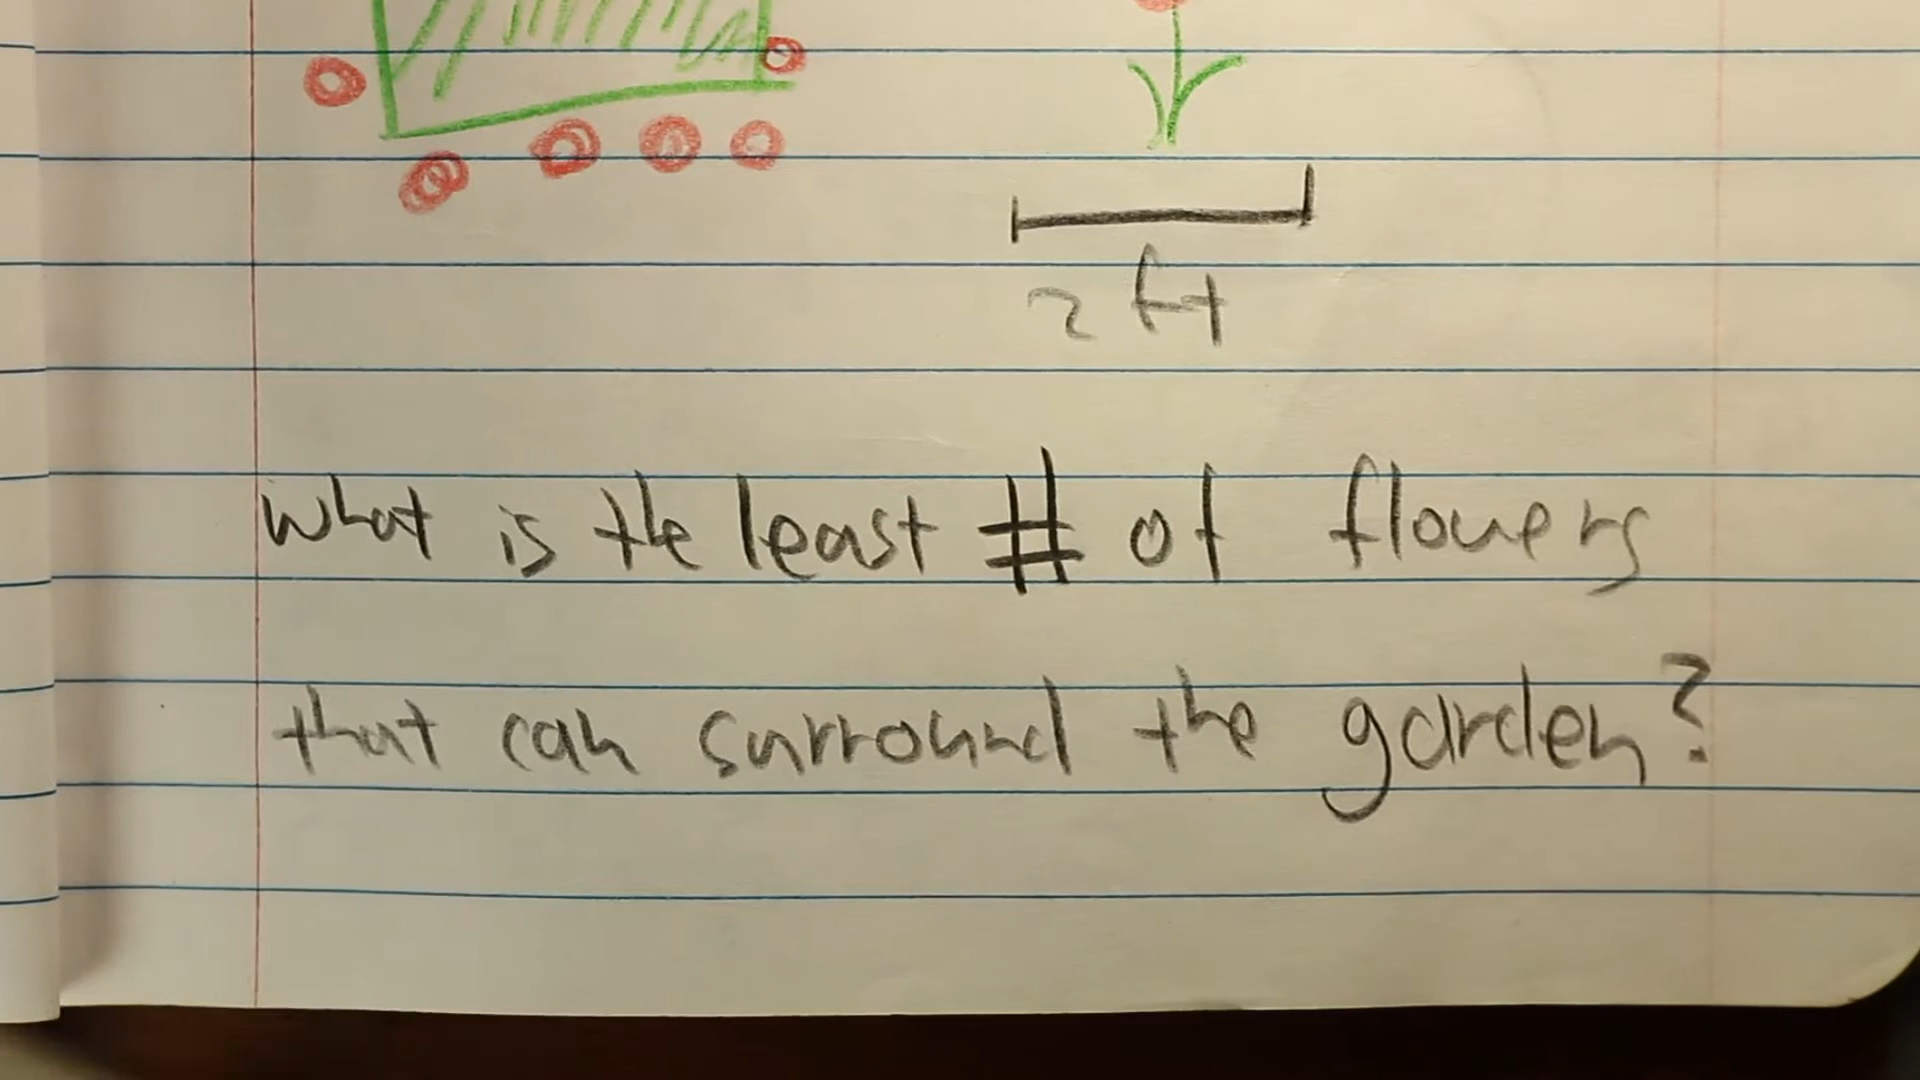 2 ft
What is the least # of flowers
that can surround the garden?